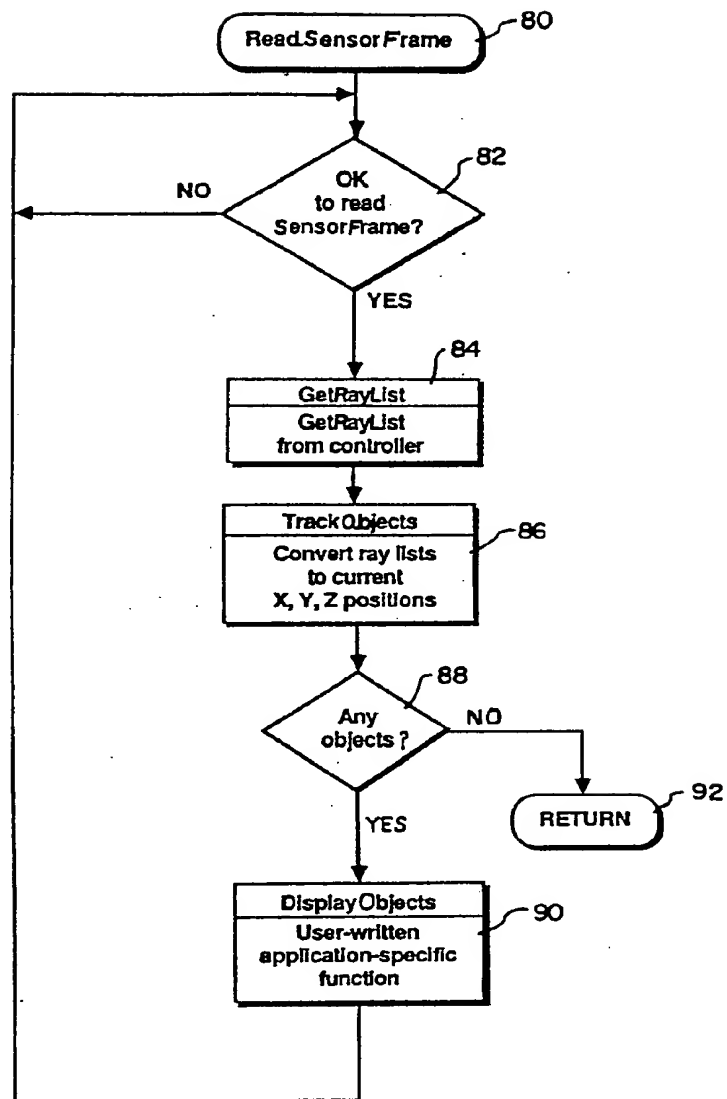 ReadSensorFrame
80
82
OK
to read
SensorFrame?
NO
YES
84
GetRayList
GetRayList
from controller
86
TrackObjects
Convert ray lists
to current
X, Y, Z positions
88
Any
objects?
NO
92
RETURN
YES
DisplayObjects
90
User-written
application-specific
function